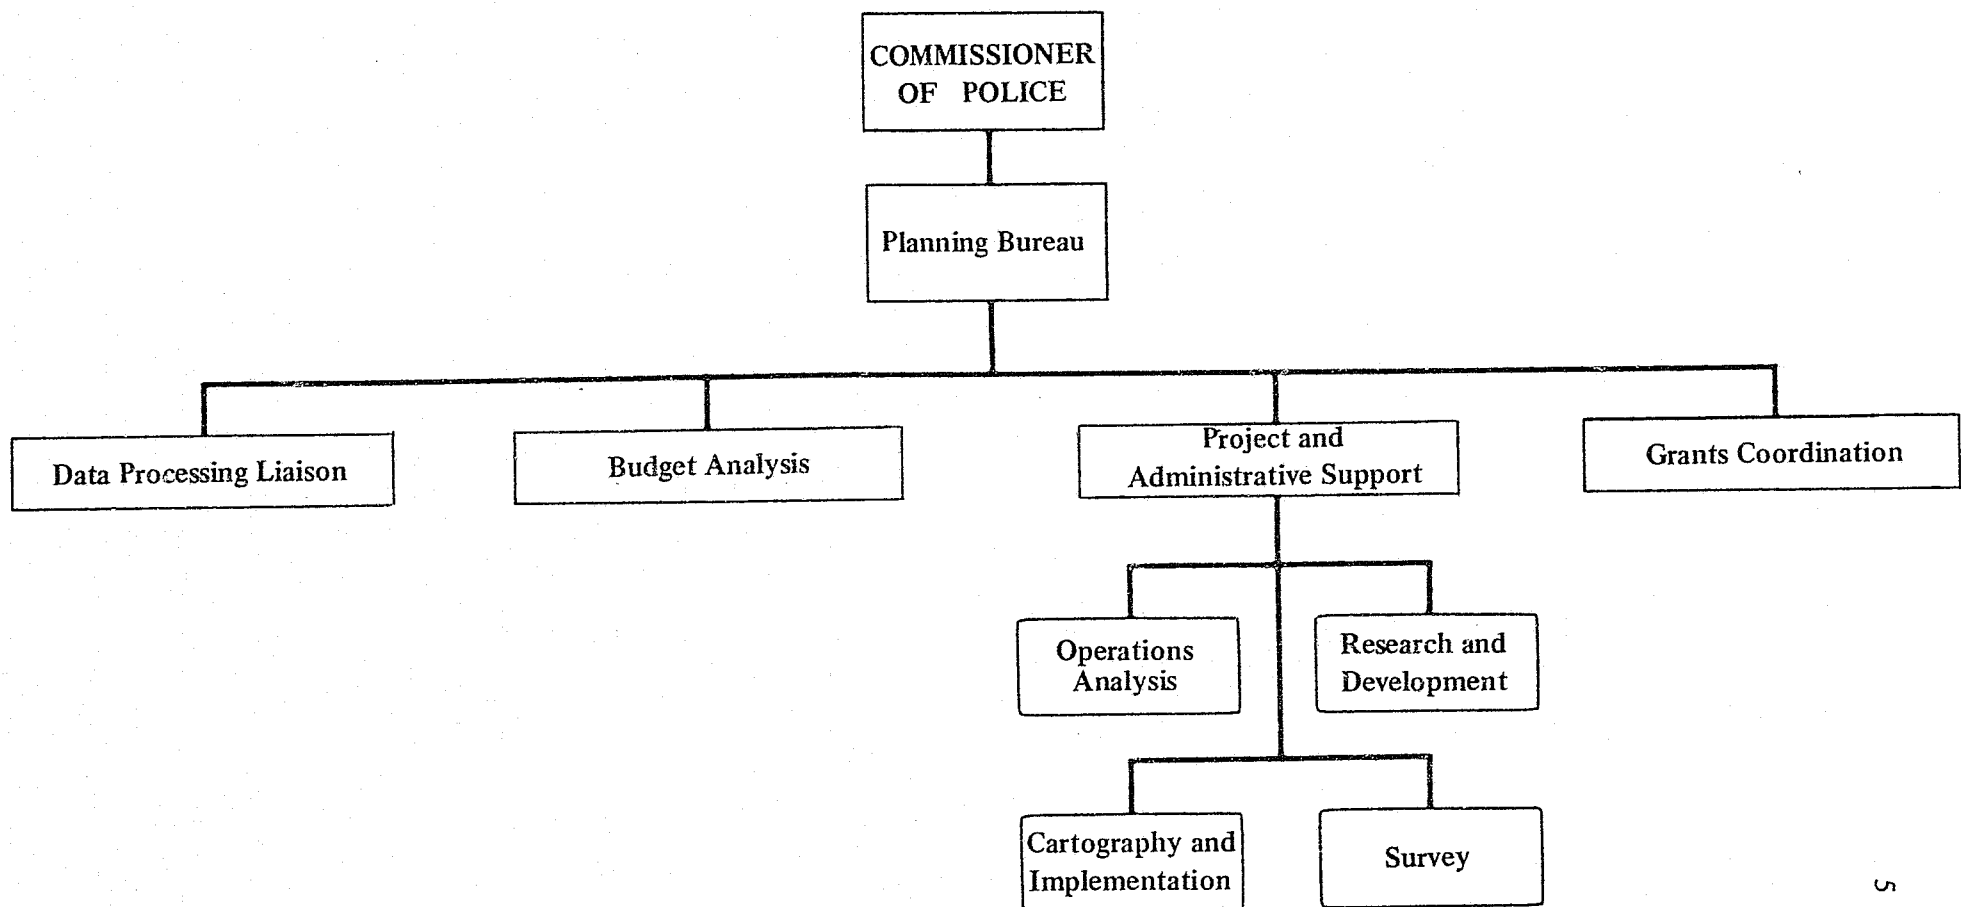 COMMISSIONER
OF POLICE
Planning Bureau
Data Processing Liaison
Budget Analysis
Project and
Administrative Support
Grants Coordination
Operations
Analysis
Research and
Development
Cartography and
Implementation
Survey
5